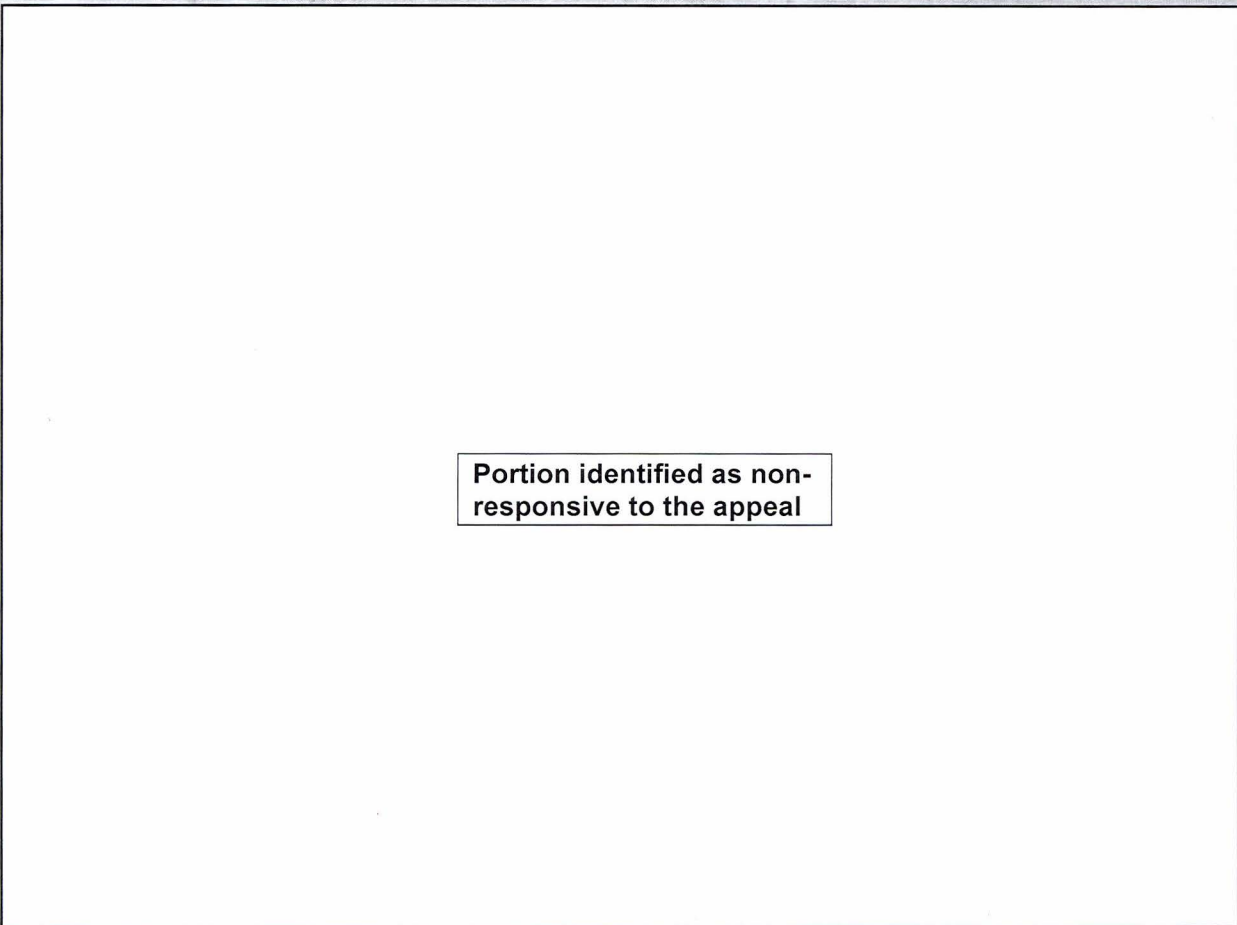 Portion identified as non-
responsive to the appeal